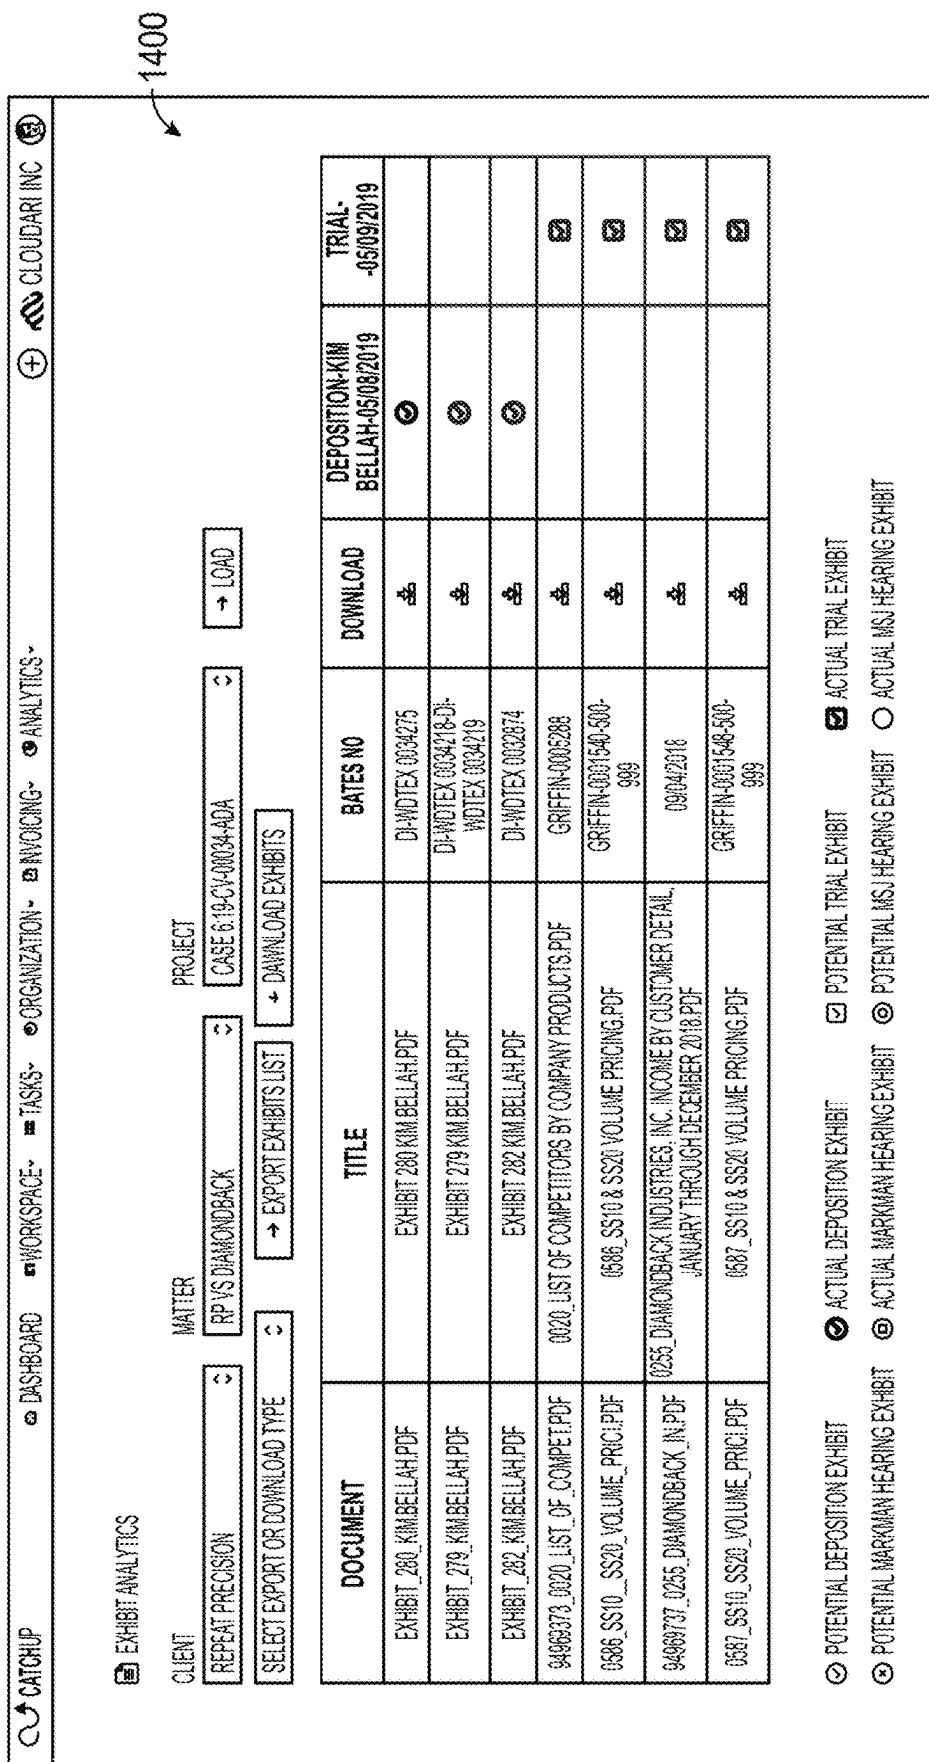 1400
CATCHUP DASHBOARD WORKSPACE TASKS ORGANIZATION INVOICING ANALYTICS + CLOUDARI INC
EXHIBIT ANALYTICS
CLIENT MATTER PROJECT
REPEAT PRECISION RP VS DIAMONDBACK CASE 6:19-CV-00034-ADA → LOAD
SELECT EXPORT OR DOWNLOAD TYPE → EXPORT EXHIBITS LIST DAWNLOAD EXHIBITS
DOCUMENT TITLE BATES NO DOWNLOAD DEPOSITION-KIM TRIAL-
BELLAH-05/08/2019 -05/09/2019
EXHIBIT_280_KIM.BELLAH.PDF EXHIBIT 280 KIM.BELLAH.PDF DI-WDTEX 0034275
EXHIBIT_279_KIM.BELLAH.PDF EXHIBIT 279 KIM.BELLAH.PDF DI-WDTEX 0034218-DI-
WDTEX 0034219
EXHIBIT_282_KIM.BELLAH.PDF EXHIBIT 282 KIM.BELLAH.PDF DI-WDTEX 0032874
94969373_0020_LIST_OF_COMPET.PDF 0020_LIST OF COMPETITORS BY COMPANY PRODUCTS.PDF GRIFFIN-0005288
0586_SS10__SS20_VOLUME_PRICI.PDF 0586_SS10 & SS20 VOLUME PRICING.PDF GRIFFIN-0001540-500-
999
94969737_0255_DIAMONDBACK_IN.PDF 0255_DIAMONDBACK INDUSTRIES, INC. INCOME BY CUSTOMER DETAIL, 09/04/2018
JANUARY THROUGH DECEMBER 2018.PDF
0587_SS10_SS20_VOLUME_PRICI.PDF 0587_SS10 & SS20 VOLUME PRICING.PDF GRIFFIN-0001548-500-
999
POTENTIAL DEPOSITION EXHIBIT ACTUAL DEPOSITION EXHIBIT POTENTIAL TRIAL EXHIBIT ACTUAL TRIAL EXHIBIT
POTENTIAL MARKMAN HEARING EXHIBIT ACTUAL MARKMAN HEARING EXHIBIT POTENTIAL MSJ HEARING EXHIBIT ACTUAL MSJ HEARING EXHIBIT